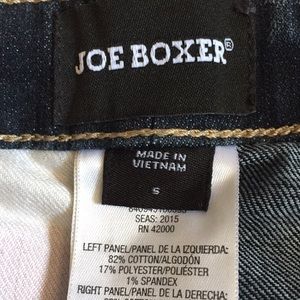 JOE BOXER®
MADE IN
VIETNAM
S
SEAS: 2015
RN 42000
LEFT PANEL/PANEL DE LA IZQUIERDA:
82% COTTON/ALGODÓN
17% POLYESTER/POLIÉSTER
1% SPANDEX
RIGHT PANEL/PANEL DE LA DERECHA: